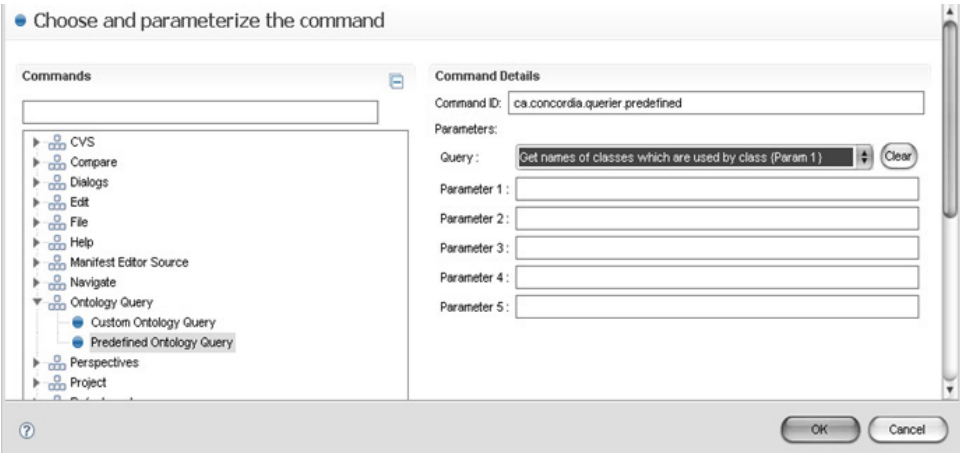 Choose and parameterize the command
Commands
CVS
Compare
Dialogs
Edit
File
Help
Manifest Editor Source
Navigate
Ontology Query
Custom Ontology Query
Predefined Ontology Query
Perspectives
Project
Command Details
Command ID: ca.concordia.querier.predefined
Parameters:
Query : Get names of classes which are used by class {Param 1} Clear
Parameter 1 :
Parameter 2 :
Parameter 3 :
Parameter 4 :
Parameter 5 :
? OK Cancel